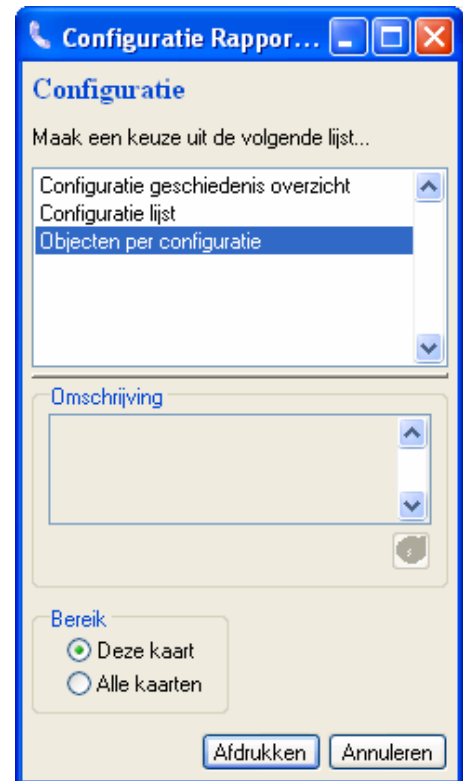 Configuratie Rappor...
Configuratie
Maak een keuze uit de volgende lijst...
Configuratie geschiedenis overzicht
Configuratie lijst
Objecten per configuratie
Omschrijving
Bereik
Deze kaart
Alle kaarten
Afdrukken Annuleren